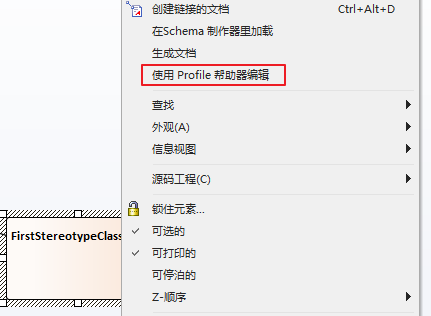 创建链接的文档 Ctrl+Alt+D
在Schema 制作器里加载
生成文档
使用 Profile 帮助器编辑
查找
外观(A)
信息视图
源码工程(C)
锁住元素...
可选的
可打印的
可停泊的
Z-顺序
FirstStereotypeClass